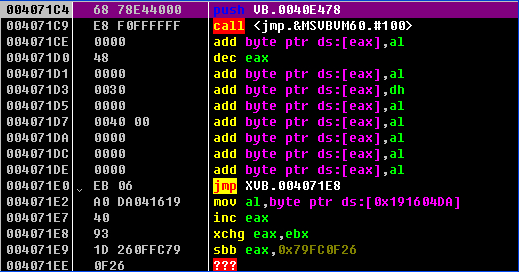 004071C4 68 78E44000 push VB.0040E478
004071C9 E8 F0FFFFFF call <jmp.&MSVBVM60.#100>
004071CE 0000 add byte ptr ds:[eax],al
004071D0 48 dec eax
004071D1 0000 add byte ptr ds:[eax],al
004071D3 0030 add byte ptr ds:[eax],dh
004071D5 0000 add byte ptr ds:[eax],al
004071D7 0040 00 add byte ptr ds:[eax],al
004071DA 0000 add byte ptr ds:[eax],al
004071DC 0000 add byte ptr ds:[eax],al
004071DE 0000 add byte ptr ds:[eax],al
004071E0 EB 06 jmp XVB.004071E8
004071E2 A0 DA041619 mov al,byte ptr ds:[0x191604DA]
004071E7 40 inc eax
004071E8 93 xchg eax,ebx
004071E9 1D 260FFC79 sbb eax,0x79FC0F26
004071EE 0F26 ???